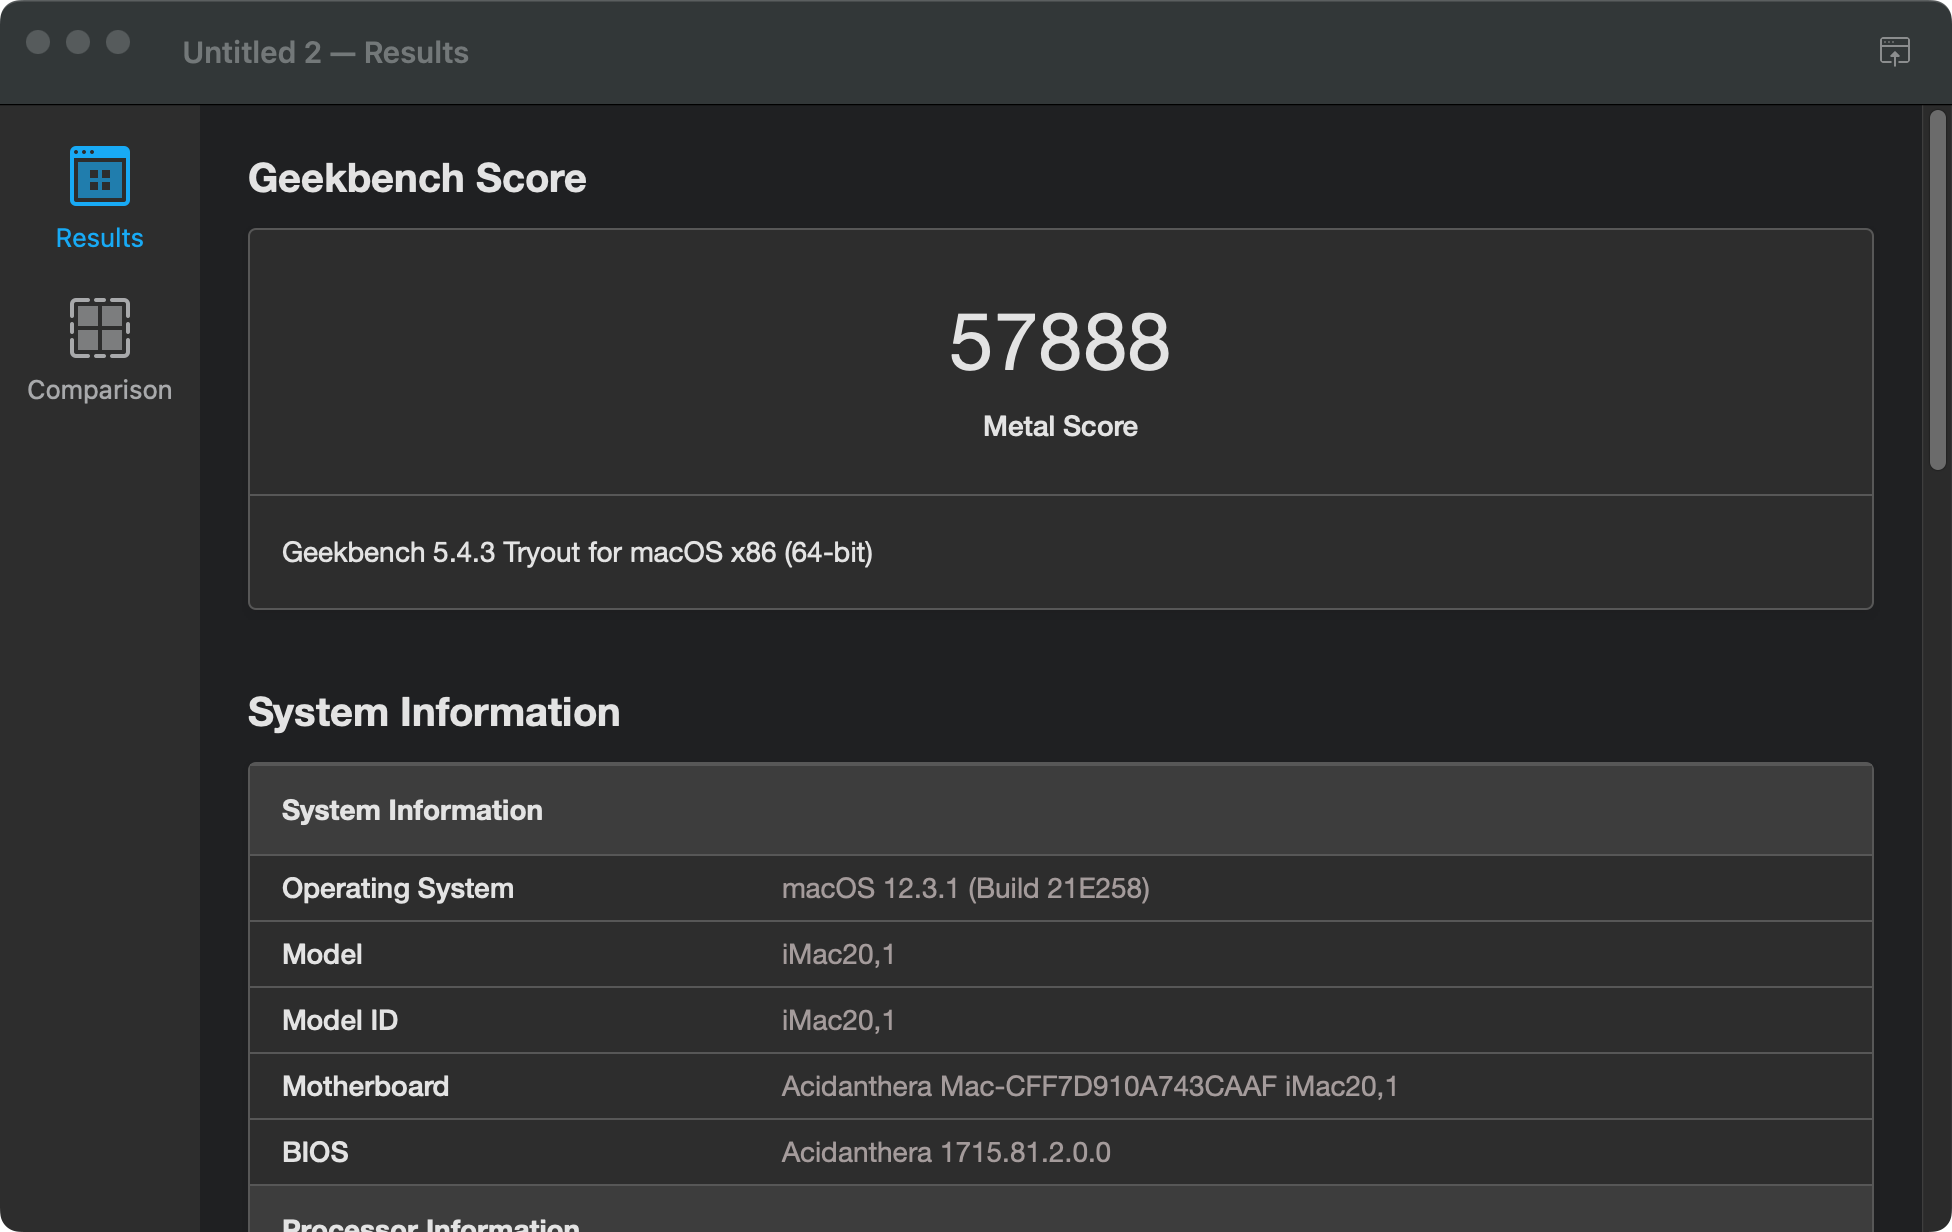 Untitled 2 — Results
Results
Comparison
Geekbench Score
57888
Metal Score
Geekbench 5.4.3 Tryout for macOS x86 (64-bit)
System Information
System Information
Operating System macOS 12.3.1 (Build 21E258)
Model iMac20,1
Model ID iMac20,1
Motherboard Acidanthera Mac-CFF7D910A743CAAF iMac20,1
BIOS Acidanthera 1715.81.2.0.0
Processor Information